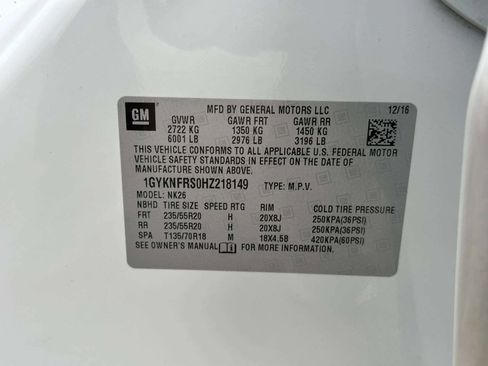 GM
MFD BY GENERAL MOTORS LLC 12/16
GVWR GAWR FRT GAWR RR
2722 KG 1350 KG 1450 KG
6001 LB 2976 LB 3196 LB
THIS VEHICLE CONFORMS TO ALL APPLICABLE U.S. FEDERAL MOTOR
VEHICLE SAFETY STANDARDS IN EFFECT ON THE DATE OF
MANUFACTURE SHOWN ABOVE.
1GYKNFRS0HZ218149 TYPE: M.P.V.
MODEL: NK26
NBHD TIRE SIZE SPEED RTG RIM COLD TIRE PRESSURE
FRT 235/55R20 H 20X8J 250KPA(36PSI)
RR 235/55R20 H 20X8J 250KPA(36PSI)
SPA T135/70R18 M 18X4.5B 420KPA(60PSI)
SEE OWNER'S MANUAL FOR MORE INFORMATION